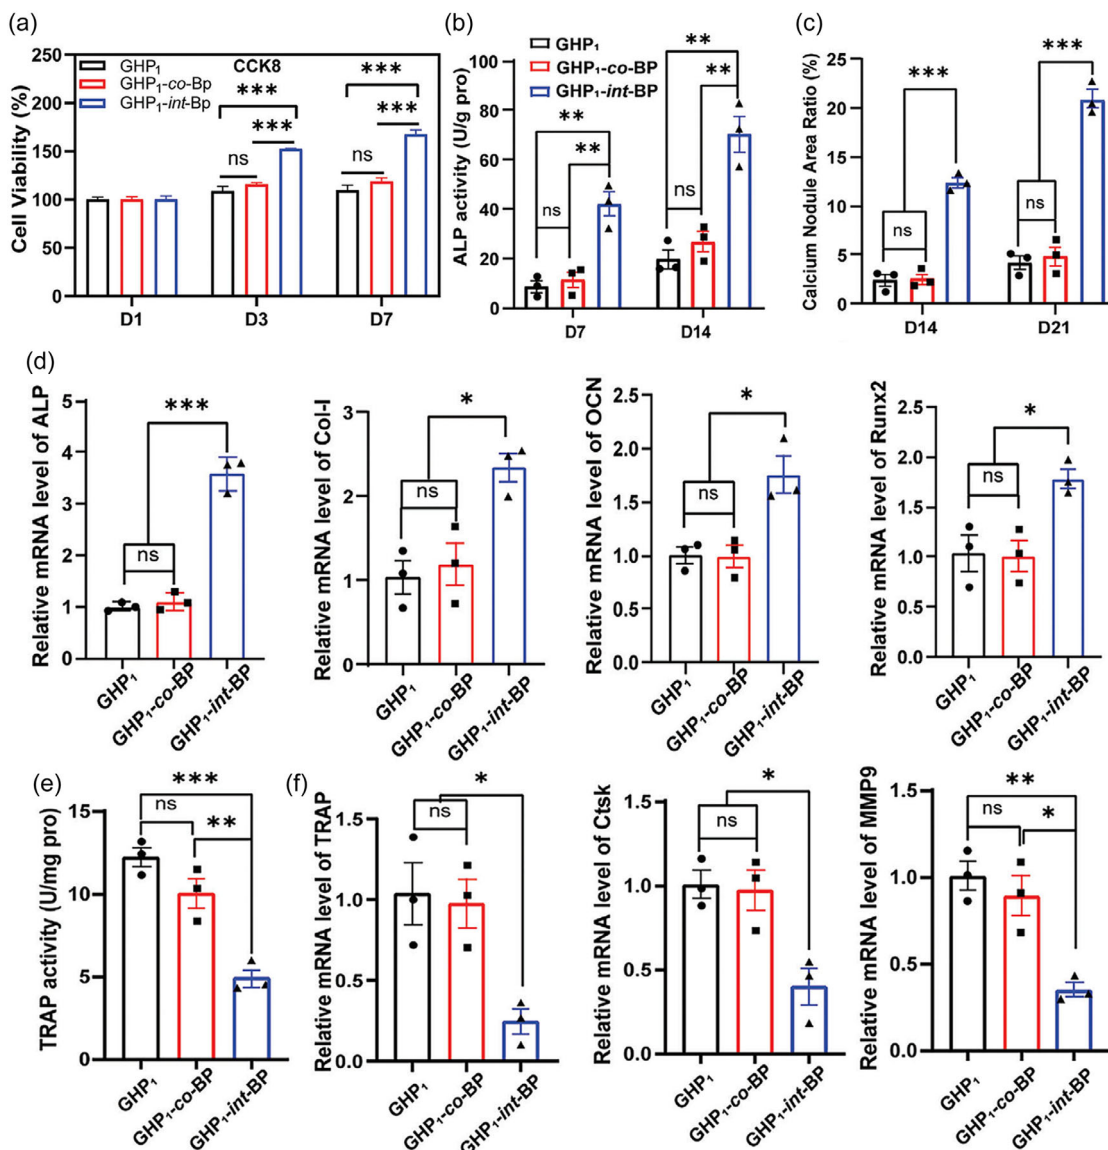 (a)
Cell Viability (%)
250
200
150
100
50
0
GHP₁
GHP₁-co-Bp
GHP₁-int-Bp
CCK8
***
***
ns
***
***
ns
D1
D3
D7
(b)
ALP activity (U/g pro)
100
80
60
40
20
0
GHP₁
GHP₁-co-BP
GHP₁-int-BP
**
**
ns
**
**
ns
D7
D14
(c)
Calcium Nodule Area Ratio (%)
25
20
15
10
5
0
***
ns
***
ns
D14
D21
(d)
Relative mRNA level of ALP
5
4
3
2
1
0
***
ns
GHP₁
GHP₁-co-BP
GHP₁-int-BP
Relative mRNA level of Col-I
3
2
1
0
*
ns
GHP₁
GHP₁-co-BP
GHP₁-int-BP
Relative mRNA level of OCN
2.5
2.0
1.5
1.0
0.5
0.0
*
ns
GHP₁
GHP₁-co-BP
GHP₁-int-BP
Relative mRNA level of Runx2
2.5
2.0
1.5
1.0
0.5
0.0
*
ns
GHP₁
GHP₁-co-BP
GHP₁-int-BP
(e)
TRAP activity (U/mg pro)
15
10
5
0
***
ns
**
GHP₁
GHP₁-co-BP
GHP₁-int-BP
(f)
Relative mRNA level of TRAP
1.5
1.0
0.5
0.0
*
ns
GHP₁
GHP₁-co-BP
GHP₁-int-BP
Relative mRNA level of Ctsk
1.5
1.0
0.5
0.0
*
ns
GHP₁
GHP₁-co-BP
GHP₁-int-BP
Relative mRNA level of MMP9
1.5
1.0
0.5
0.0
**
ns
*
GHP₁
GHP₁-co-BP
GHP₁-int-BP